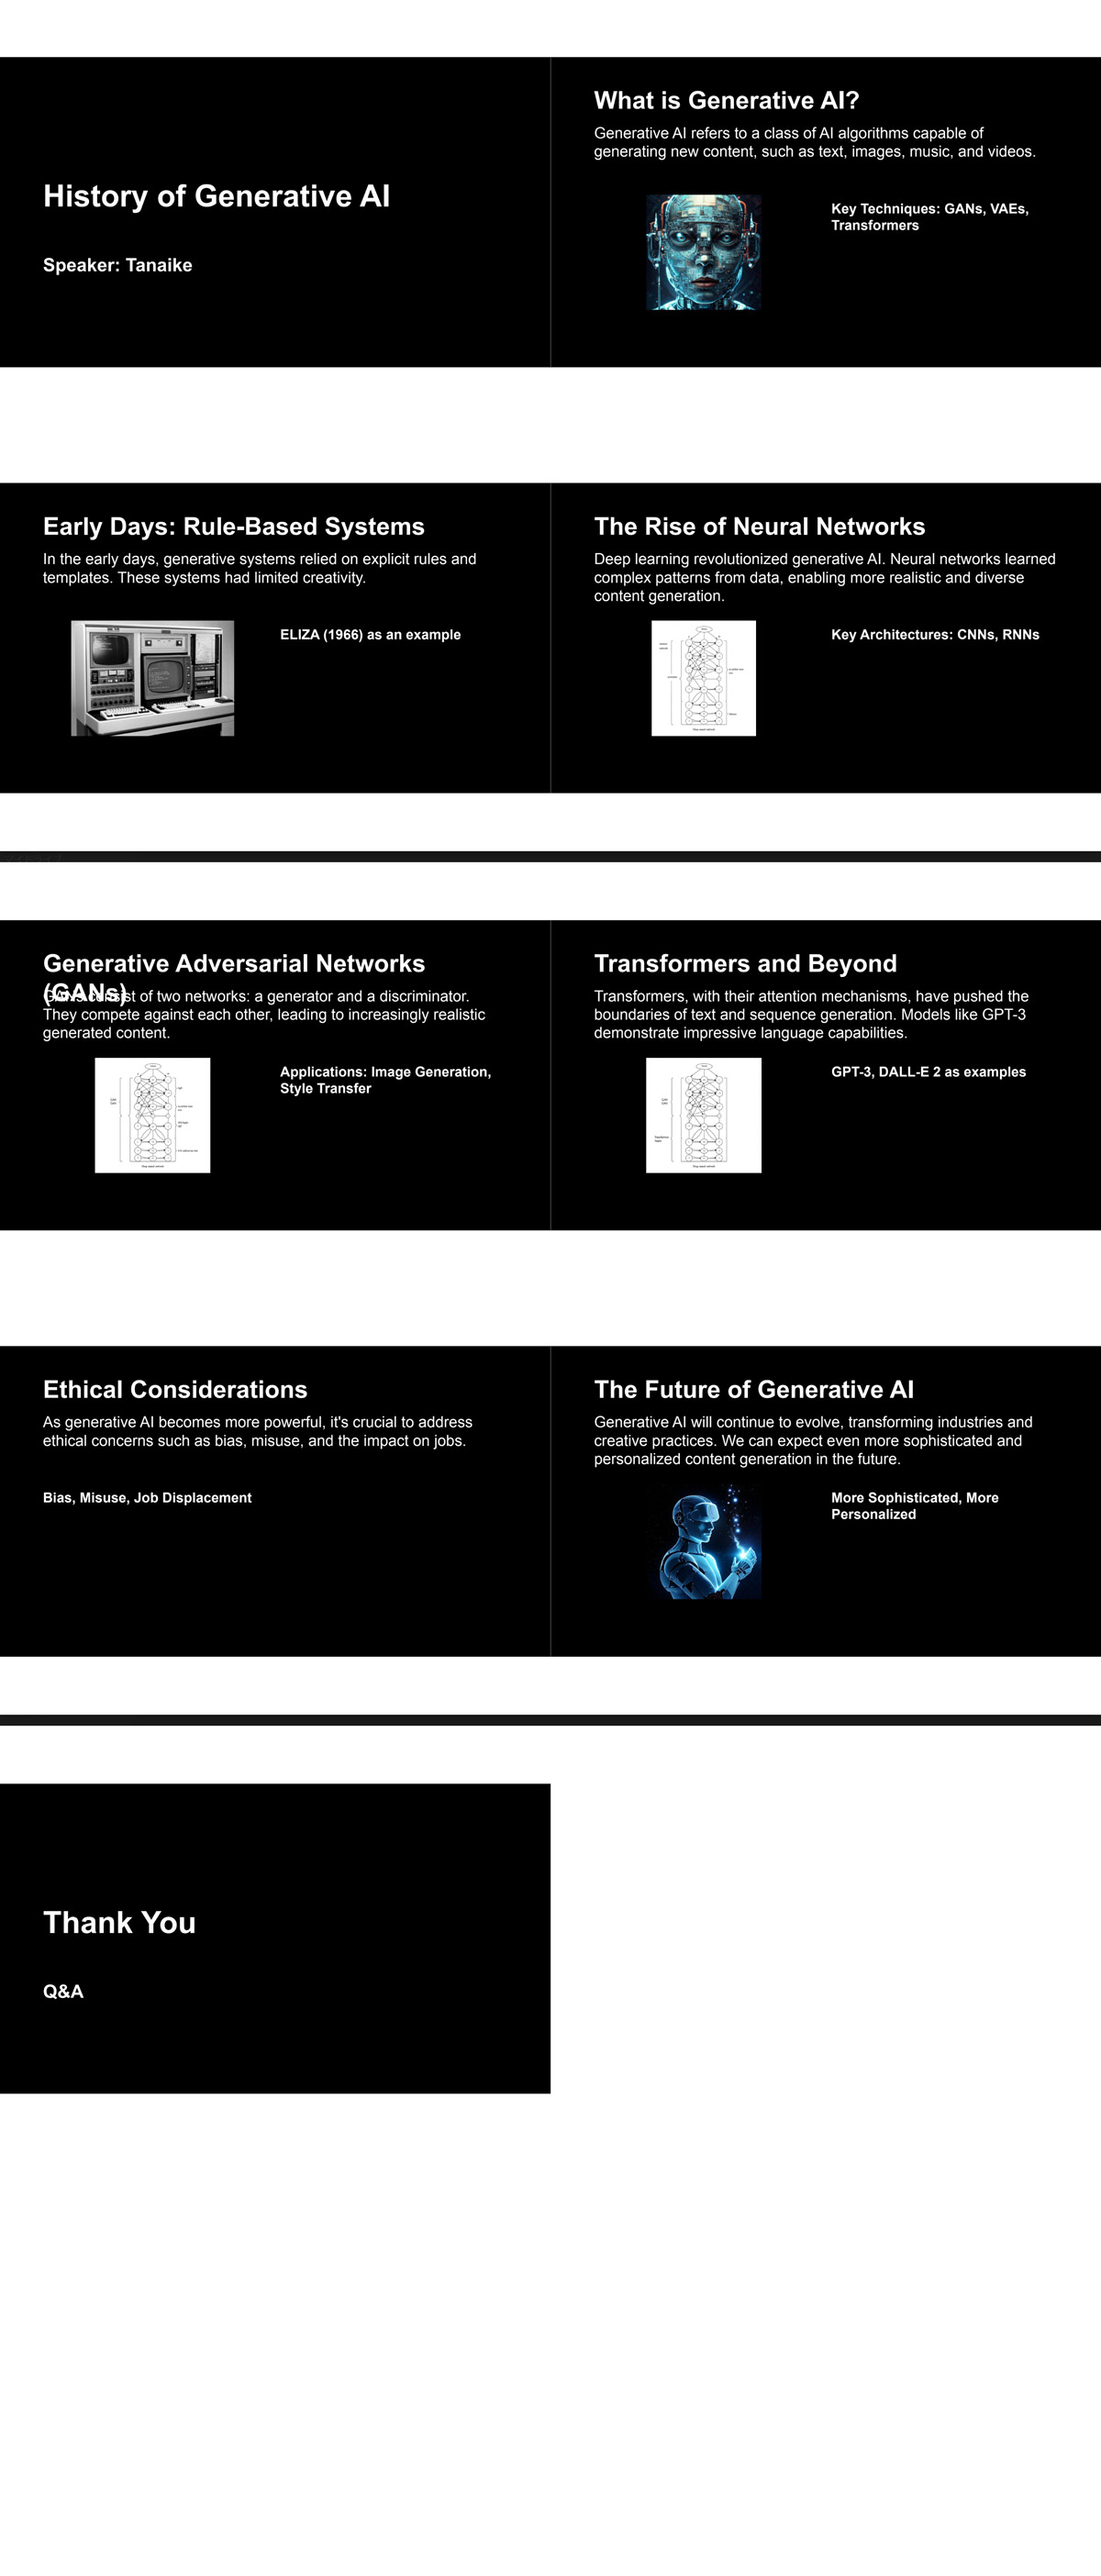 History of Generative AI
Speaker: Tanaike
What is Generative AI?
Generative AI refers to a class of AI algorithms capable of
generating new content, such as text, images, music, and videos.
Key Techniques: GANs, VAEs,
Transformers
Early Days: Rule-Based Systems
In the early days, generative systems relied on explicit rules and
templates. These systems had limited creativity.
ELIZA (1966) as an example
The Rise of Neural Networks
Deep learning revolutionized generative AI. Neural networks learned
complex patterns from data, enabling more realistic and diverse
content generation.
Key Architectures: CNNs, RNNs
Generative Adversarial Networks
(GANs)
GANs consist of two networks: a generator and a discriminator.
They compete against each other, leading to increasingly realistic
generated content.
Applications: Image Generation,
Style Transfer
Transformers and Beyond
Transformers, with their attention mechanisms, have pushed the
boundaries of text and sequence generation. Models like GPT-3
demonstrate impressive language capabilities.
GPT-3, DALL-E 2 as examples
Ethical Considerations
As generative AI becomes more powerful, it's crucial to address
ethical concerns such as bias, misuse, and the impact on jobs.
Bias, Misuse, Job Displacement
The Future of Generative AI
Generative AI will continue to evolve, transforming industries and
creative practices. We can expect even more sophisticated and
personalized content generation in the future.
More Sophisticated, More
Personalized
Thank You
Q&A